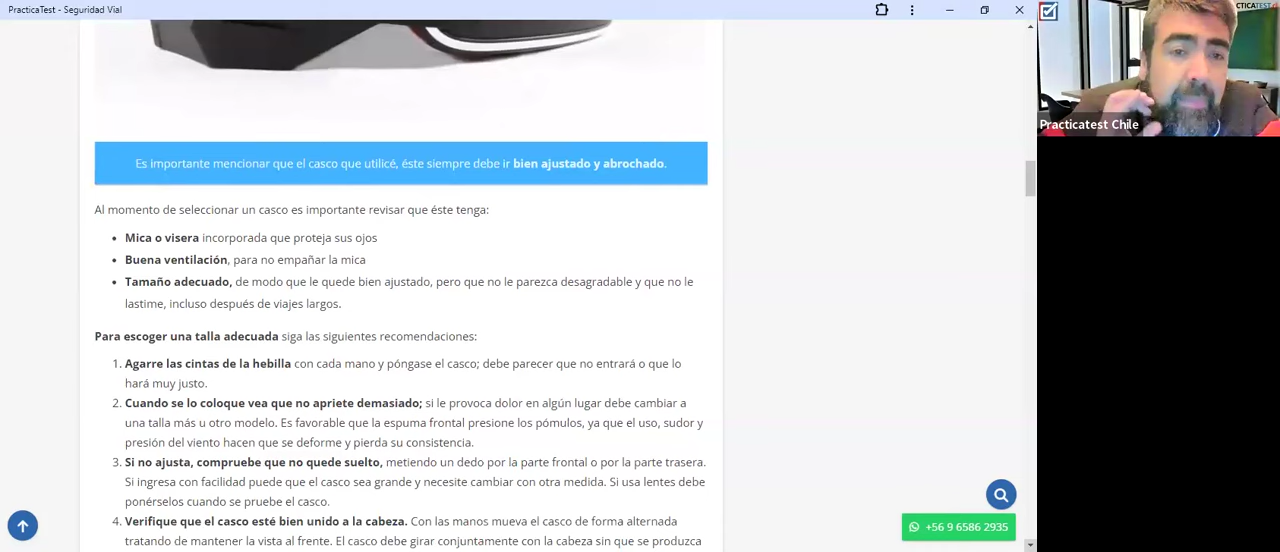 PracticaTest - Seguridad Vial
CTICATEST
Practicatest Chile
Es importante mencionar que el casco que utilicé, éste siempre debe ir bien ajustado y abrochado.
Al momento de seleccionar un casco es importante revisar que éste tenga:
• Mica o visera incorporada que proteja sus ojos
• Buena ventilación, para no empañar la mica
• Tamaño adecuado, de modo que le quede bien ajustado, pero que no le parezca desagradable y que no le
lastime, incluso después de viajes largos.
Para escoger una talla adecuada siga las siguientes recomendaciones:
1. Agarre las cintas de la hebilla con cada mano y póngase el casco; debe parecer que no entrará o que lo
hará muy justo.
2. Cuando se lo coloque vea que no apriete demasiado; si le provoca dolor en algún lugar debe cambiar a
una talla más u otro modelo. Es favorable que la espuma frontal presione los pómulos, ya que el uso, sudor y
presión del viento hacen que se deforme y pierda su consistencia.
3. Si no ajusta, compruebe que no quede suelto, metiendo un dedo por la parte frontal o por la parte trasera.
Si ingresa con facilidad puede que el casco sea grande y necesite cambiar con otra medida. Si usa lentes debe
ponérselos cuando se pruebe el casco.
4. Verifique que el casco esté bien unido a la cabeza. Con las manos mueva el casco de forma alternada
tratando de mantener la vista al frente. El casco debe girar conjuntamente con la cabeza sin que se produzca
+56 9 6586 2935